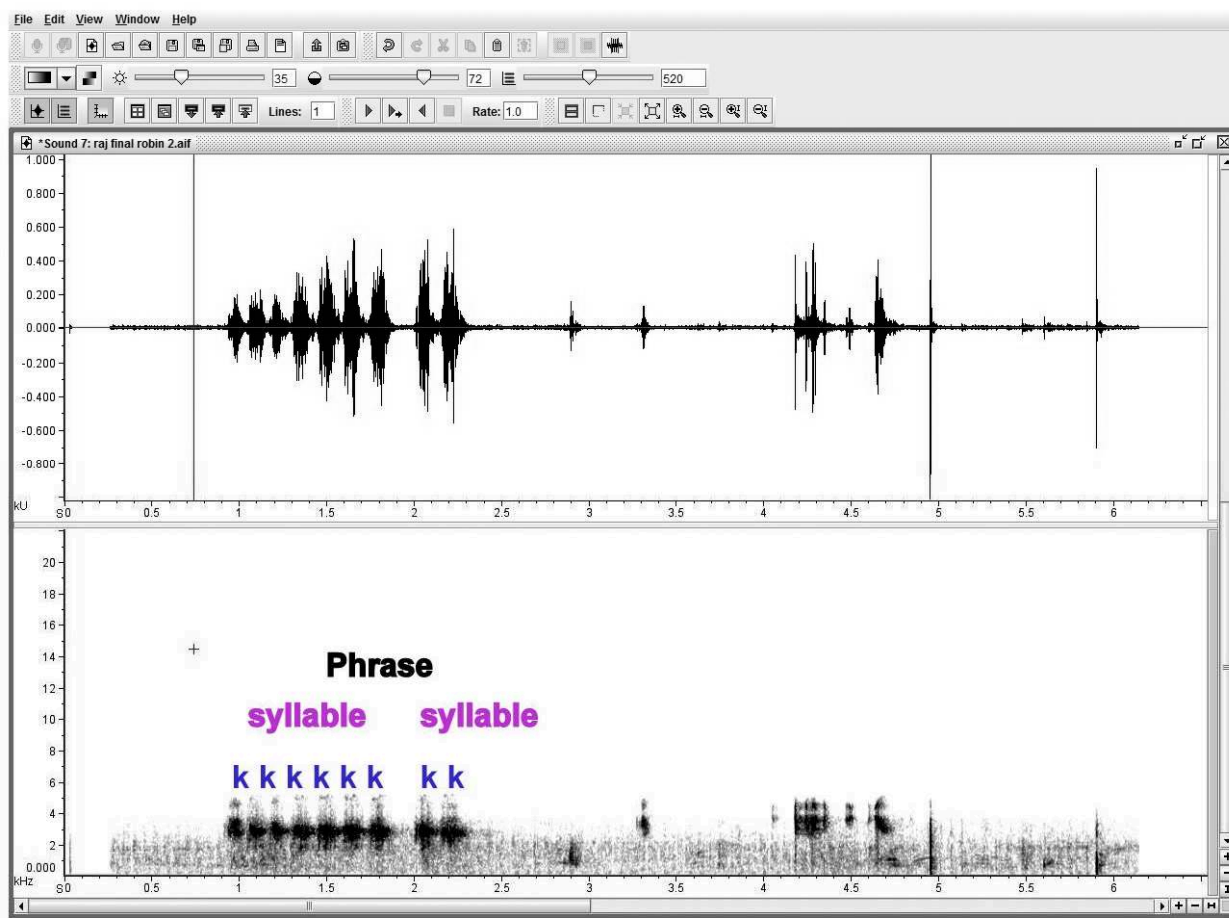 File Edit View Window Help
35 72 520
Lines: 1 Rate: 1.0
*Sound 7: raj final robin 2.aif
1.000
0.800
0.600
0.400
0.200
0.000
-0.200
-0.400
-0.600
-0.800
kU
S0 0.5 1 1.5 2 2.5 3 3.5 4 4.5 5 5.5 6
22
20
18
16
14
Phrase
12
10
syllable syllable
8
6
k k k k k k k k
4
2
0.000
kHz
S0 0.5 1 1.5 2 2.5 3 3.5 4 4.5 5 5.5 6